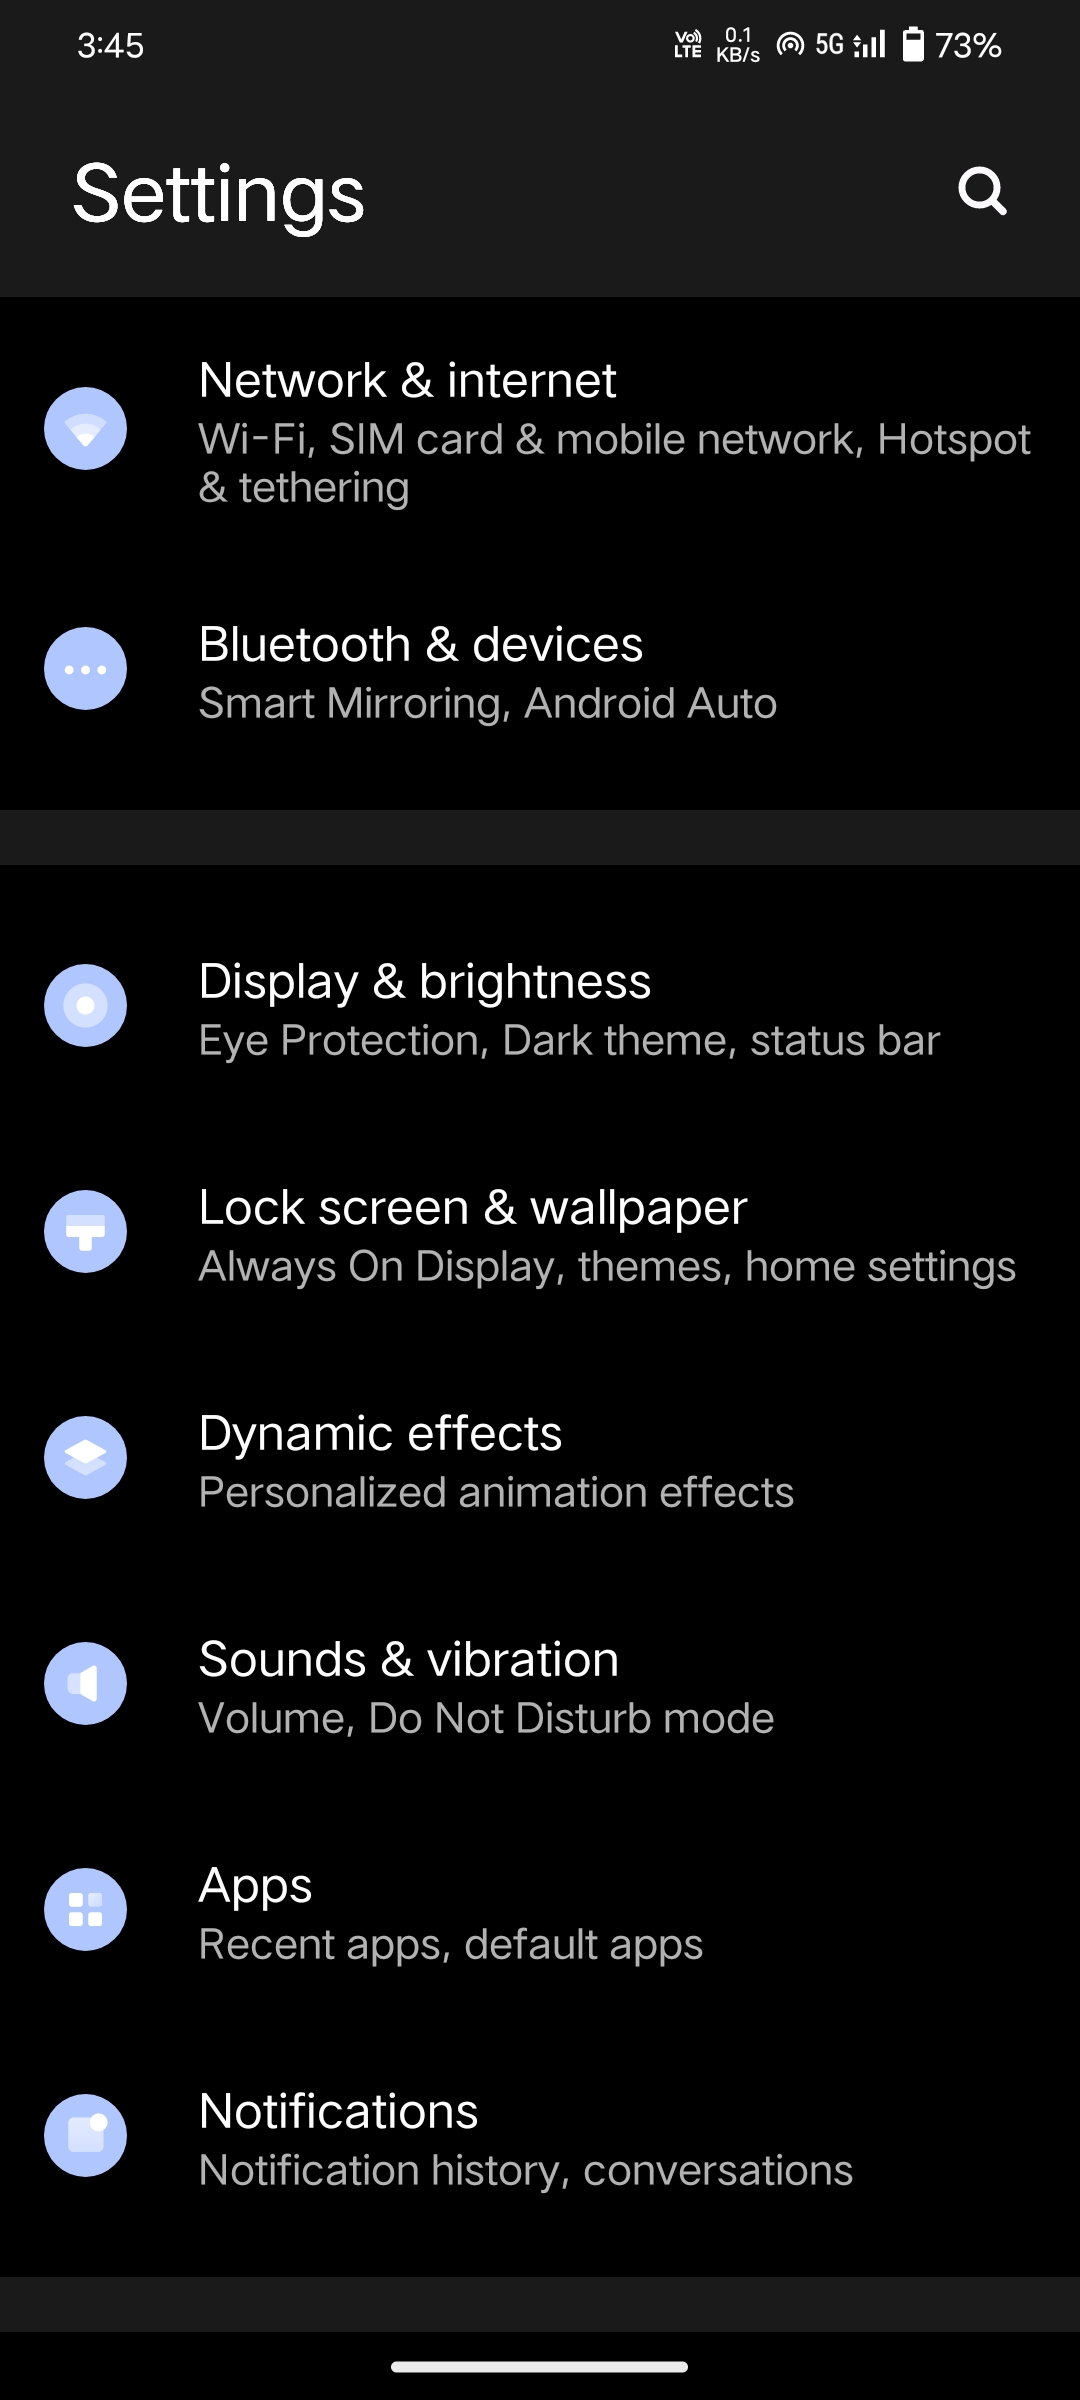 3:45
Vo LTE 0.1 KB/s 5G 73%
Settings
Network & internet
Wi-Fi, SIM card & mobile network, Hotspot
& tethering
Bluetooth & devices
Smart Mirroring, Android Auto
Display & brightness
Eye Protection, Dark theme, status bar
Lock screen & wallpaper
Always On Display, themes, home settings
Dynamic effects
Personalized animation effects
Sounds & vibration
Volume, Do Not Disturb mode
Apps
Recent apps, default apps
Notifications
Notification history, conversations